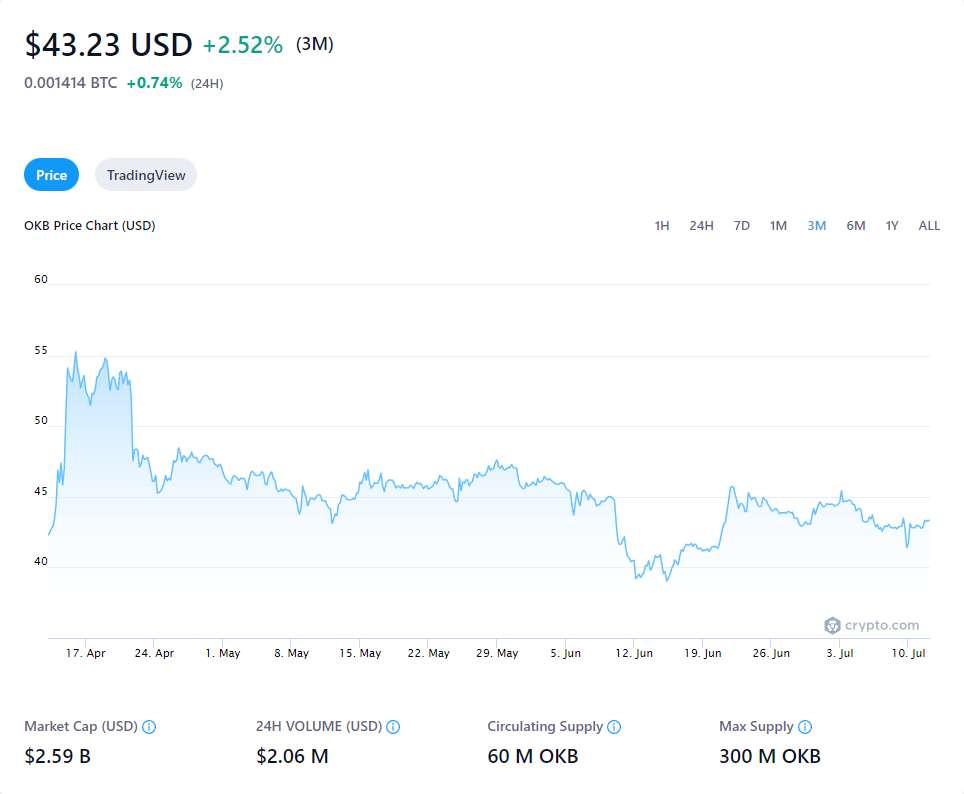 $43.23 USD +2.52% (3M)
0.001414 BTC +0.74% (24H)
Price TradingView
OKB Price Chart (USD) 1H 24H 7D 1M 3M 6M 1Y ALL
60
55
50
45
40
crypto.com
17. Apr 24. Apr 1. May 8. May 15. May 22. May 29. May 5. Jun 12. Jun 19. Jun 26. Jun 3. Jul 10. Jul
Market Cap (USD) 24H VOLUME (USD) Circulating Supply Max Supply
$2.59 B $2.06 M 60 M OKB 300 M OKB